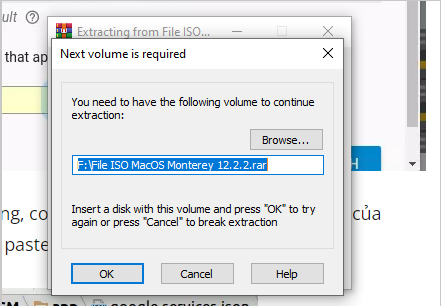 ult ?
Extracting from File ISO...
Next volume is required
that ap
You need to have the following volume to continue
extraction:
Browse...
F:\File ISO MacOS Monterey 12.2.2.rar
H
ng, co
của
Insert a disk with this volume and press "OK" to try
again or press "Cancel" to break extraction
paste
OK
Cancel
Help
google services.json